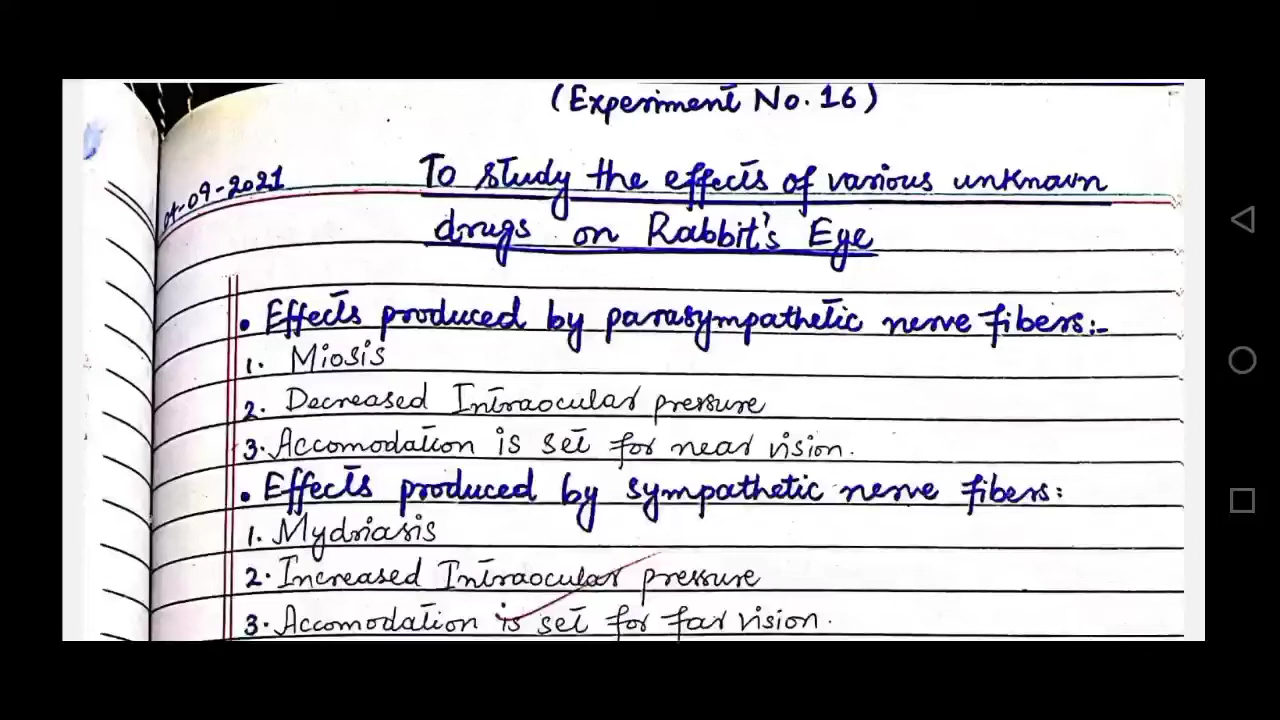 (Experiment No. 16)
09-2021
To study the effects of various unknown
drugs on Rabbit's Eye
• Effects produced by parasympathetic nerve fibers:-
1. Miosis
2. Decreased Intraocular pressure
3. Accomodation is set for near vision.
• Effects produced by sympathetic nerve fibers:
1. Mydriasis
2. Increased Intraocular pressure
3. Accomodation is set for far vision.